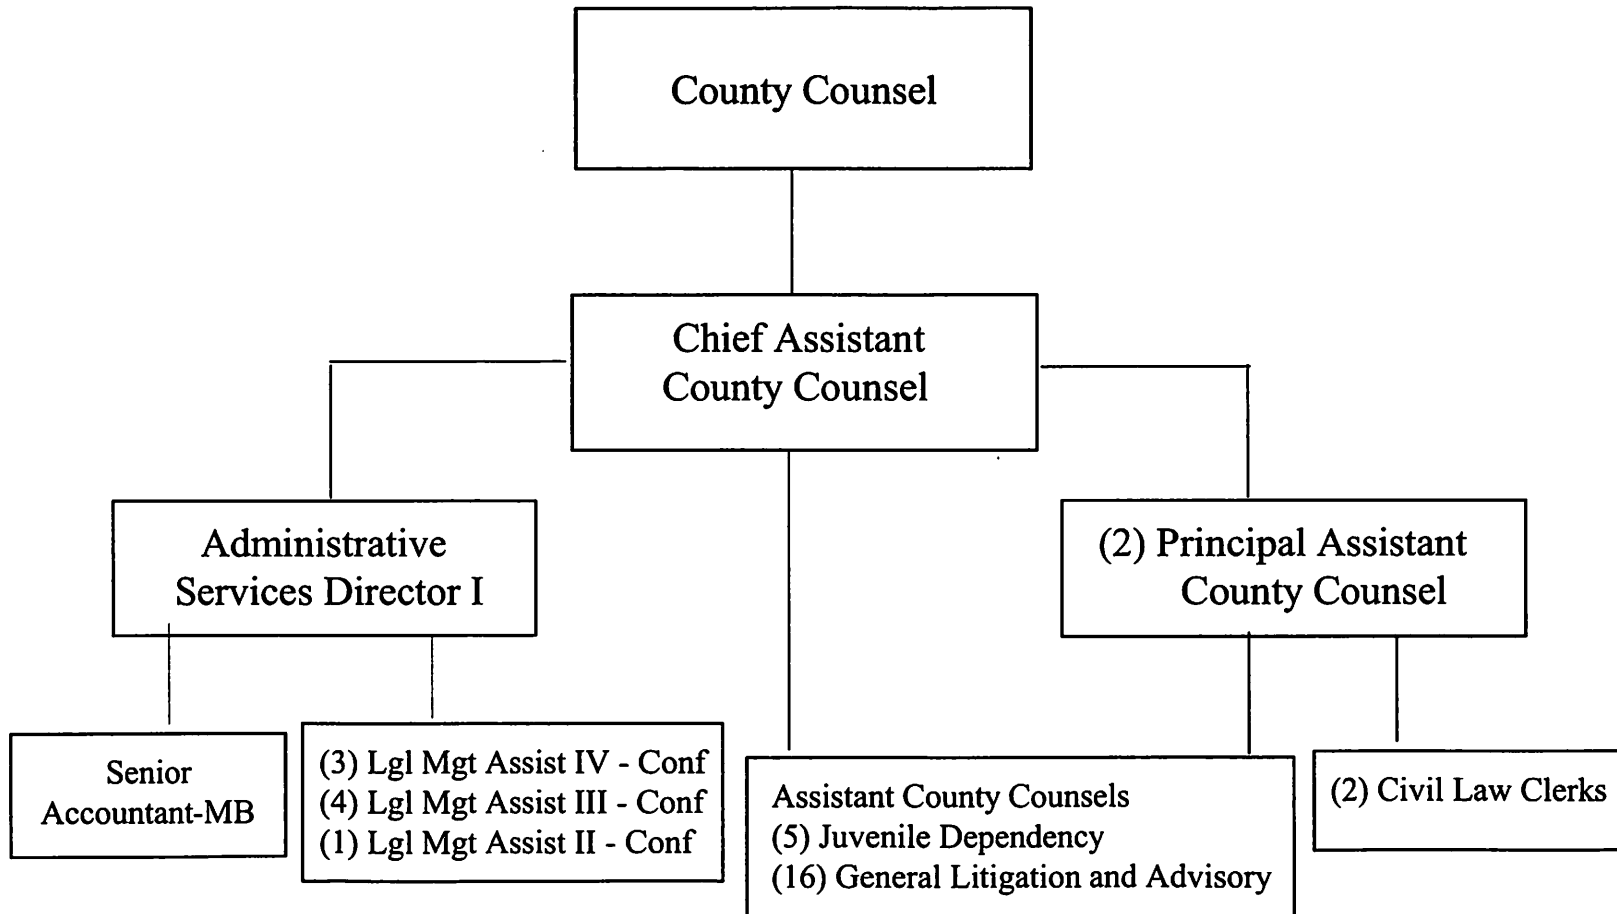 County Counsel
Chief Assistant
County Counsel
Administrative
Services Director I
(2) Principal Assistant
County Counsel
Senior
Accountant-MB
(3) Lgl Mgt Assist IV - Conf
(4) Lgl Mgt Assist III - Conf
(1) Lgl Mgt Assist II - Conf
Assistant County Counsels
(5) Juvenile Dependency
(16) General Litigation and Advisory
(2) Civil Law Clerks